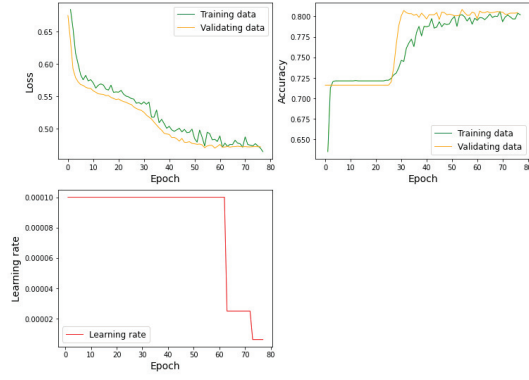 Training data
Validating data
0.65
0.60
0.55
0.50
Loss
0 10 20 30 40 50 60 70 80
Epoch
0.800
0.775
0.750
0.725
0.700
0.675
0.650
Accuracy
Training data
Validating data
0 10 20 30 40 50 60 70 80
Epoch
0.00010
0.00008
0.00006
0.00004
0.00002
Learning rate
Learning rate
0 10 20 30 40 50 60 70 80
Epoch